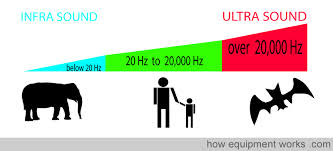 INFRA SOUND
ULTRA SOUND
below 20 Hz
20 Hz to 20,000 Hz
over 20,000 Hz
how equipment works .com